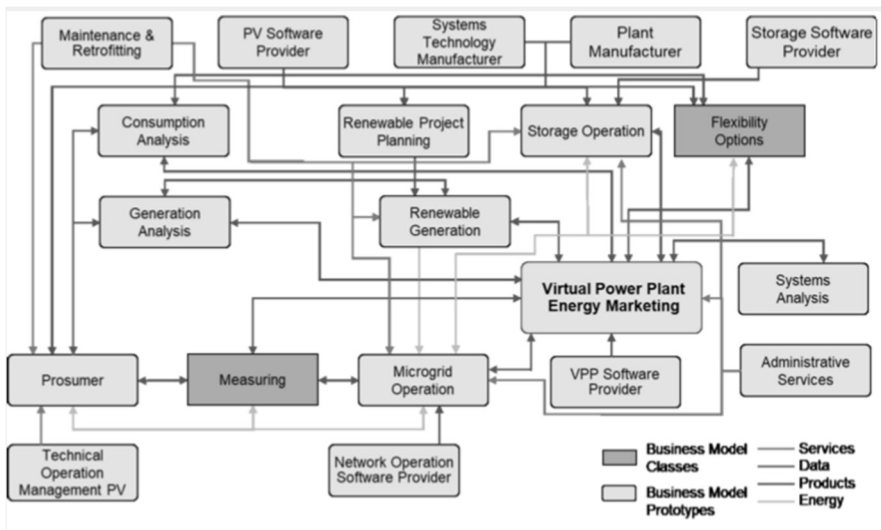 Maintenance &
Retrofitting
PV Software
Provider
Systems
Technology
Manufacturer
Plant
Manufacturer
Storage Software
Provider
Consumption
Analysis
Renewable Project
Planning
Storage Operation
Flexibility
Options
Generation
Analysis
Renewable
Generation
Virtual Power Plant
Energy Marketing
Systems
Analysis
Prosumer
Measuring
Microgrid
Operation
VPP Software
Provider
Administrative
Services
Technical
Operation
Management PV
Network Operation
Software Provider
Business Model
Classes
Business Model
Prototypes
Services
Data
Products
Energy